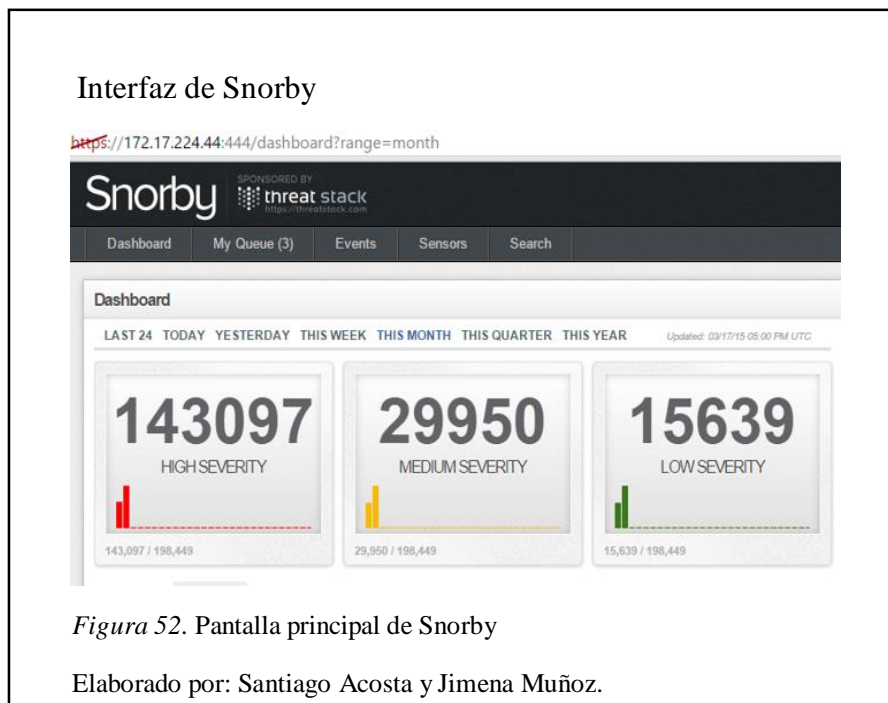 Interfaz de Snorby
https://172.17.224.44:444/dashboard?range=month
Snorby SPONSORED BY threat stack
https://threatstack.com
Dashboard My Queue (3) Events Sensors Search
Dashboard
LAST 24 TODAY YESTERDAY THIS WEEK THIS MONTH THIS QUARTER THIS YEAR Updated: 03/17/15 05:00 PM UTC
143097 29950 15639
HIGH SEVERITY MEDIUM SEVERITY LOW SEVERITY
143,097 / 198,449 29,950 / 198,449 15,639 / 198,449
Figura 52. Pantalla principal de Snorby
Elaborado por: Santiago Acosta y Jimena Muñoz.